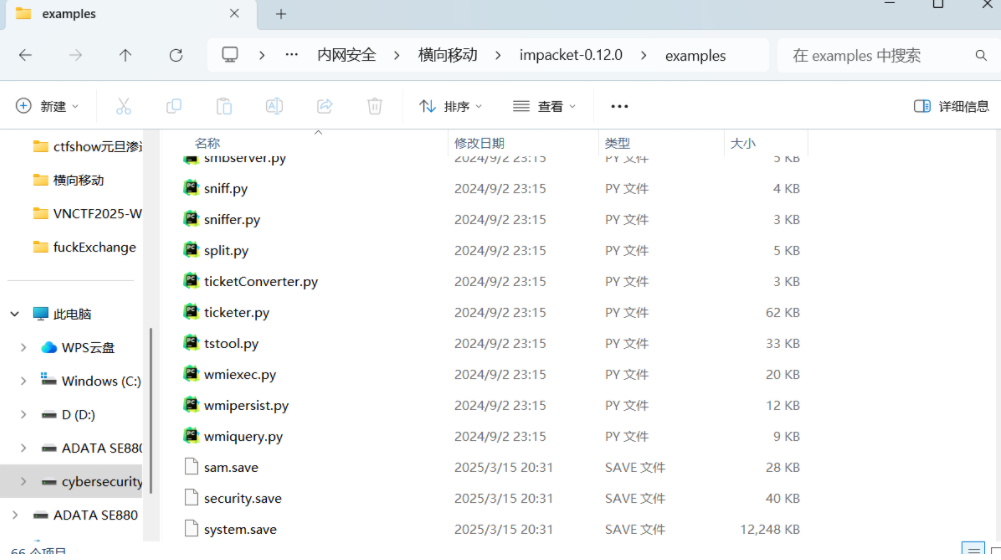 examples
内网安全 横向移动 impacket-0.12.0 examples 在 examples 中搜索
新建 排序 查看 详细信息
名称 修改日期 类型 大小
ctfshow元旦渗
横向移动
VNCTF2025-W
fuckExchange
此电脑
WPS云盘
Windows (C:)
D (D:)
ADATA SE880
cybersecurity
ADATA SE880
smbserver.py 2024/9/2 23:15 PY 文件 5 KB
sniff.py 2024/9/2 23:15 PY 文件 4 KB
sniffer.py 2024/9/2 23:15 PY 文件 3 KB
split.py 2024/9/2 23:15 PY 文件 5 KB
ticketConverter.py 2024/9/2 23:15 PY 文件 3 KB
ticketer.py 2024/9/2 23:15 PY 文件 62 KB
tstool.py 2024/9/2 23:15 PY 文件 33 KB
wmiexec.py 2024/9/2 23:15 PY 文件 20 KB
wmipersist.py 2024/9/2 23:15 PY 文件 12 KB
wmiquery.py 2024/9/2 23:15 PY 文件 9 KB
sam.save 2025/3/15 20:31 SAVE 文件 28 KB
security.save 2025/3/15 20:31 SAVE 文件 40 KB
system.save 2025/3/15 20:31 SAVE 文件 12,248 KB
66 个项目